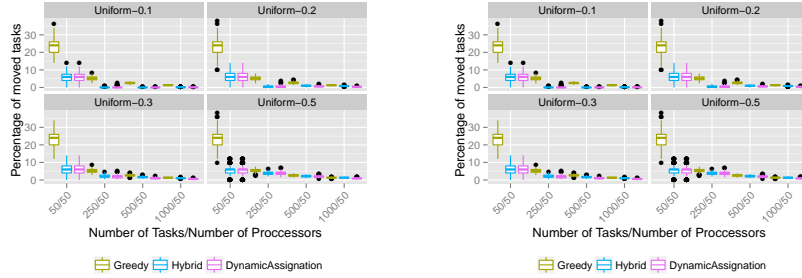 Uniform-0.1 Uniform-0.2
30
20
10
0
Uniform-0.3 Uniform-0.5
30
20
10
0
50/50 250/50 500/50 1000/50 50/50 250/50 500/50 1000/50
Percentage of moved tasks
Number of Tasks/Number of Proccessors
Greedy Hybrid DynamicAssignation
Uniform-0.1 Uniform-0.2
30
20
10
0
Uniform-0.3 Uniform-0.5
30
20
10
0
50/50 250/50 500/50 1000/50 50/50 250/50 500/50 1000/50
Percentage of moved tasks
Number of Tasks/Number of Proccessors
Greedy Hybrid DynamicAssignation